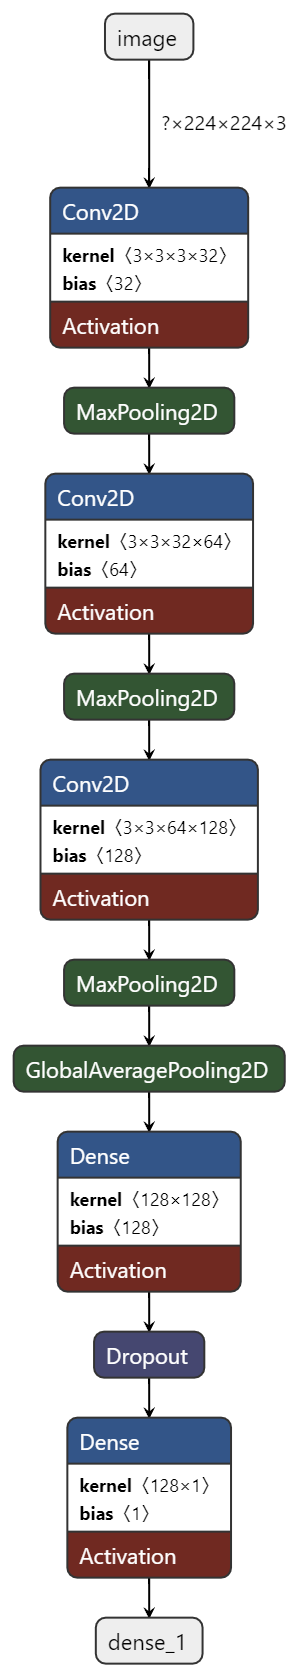 image
?×224×224×3
Conv2D
kernel 〈3×3×3×32〉
bias 〈32〉
Activation
MaxPooling2D
Conv2D
kernel 〈3×3×32×64〉
bias 〈64〉
Activation
MaxPooling2D
Conv2D
kernel 〈3×3×64×128〉
bias 〈128〉
Activation
MaxPooling2D
GlobalAveragePooling2D
Dense
kernel 〈128×128〉
bias 〈128〉
Activation
Dropout
Dense
kernel 〈128×1〉
bias 〈1〉
Activation
dense_1